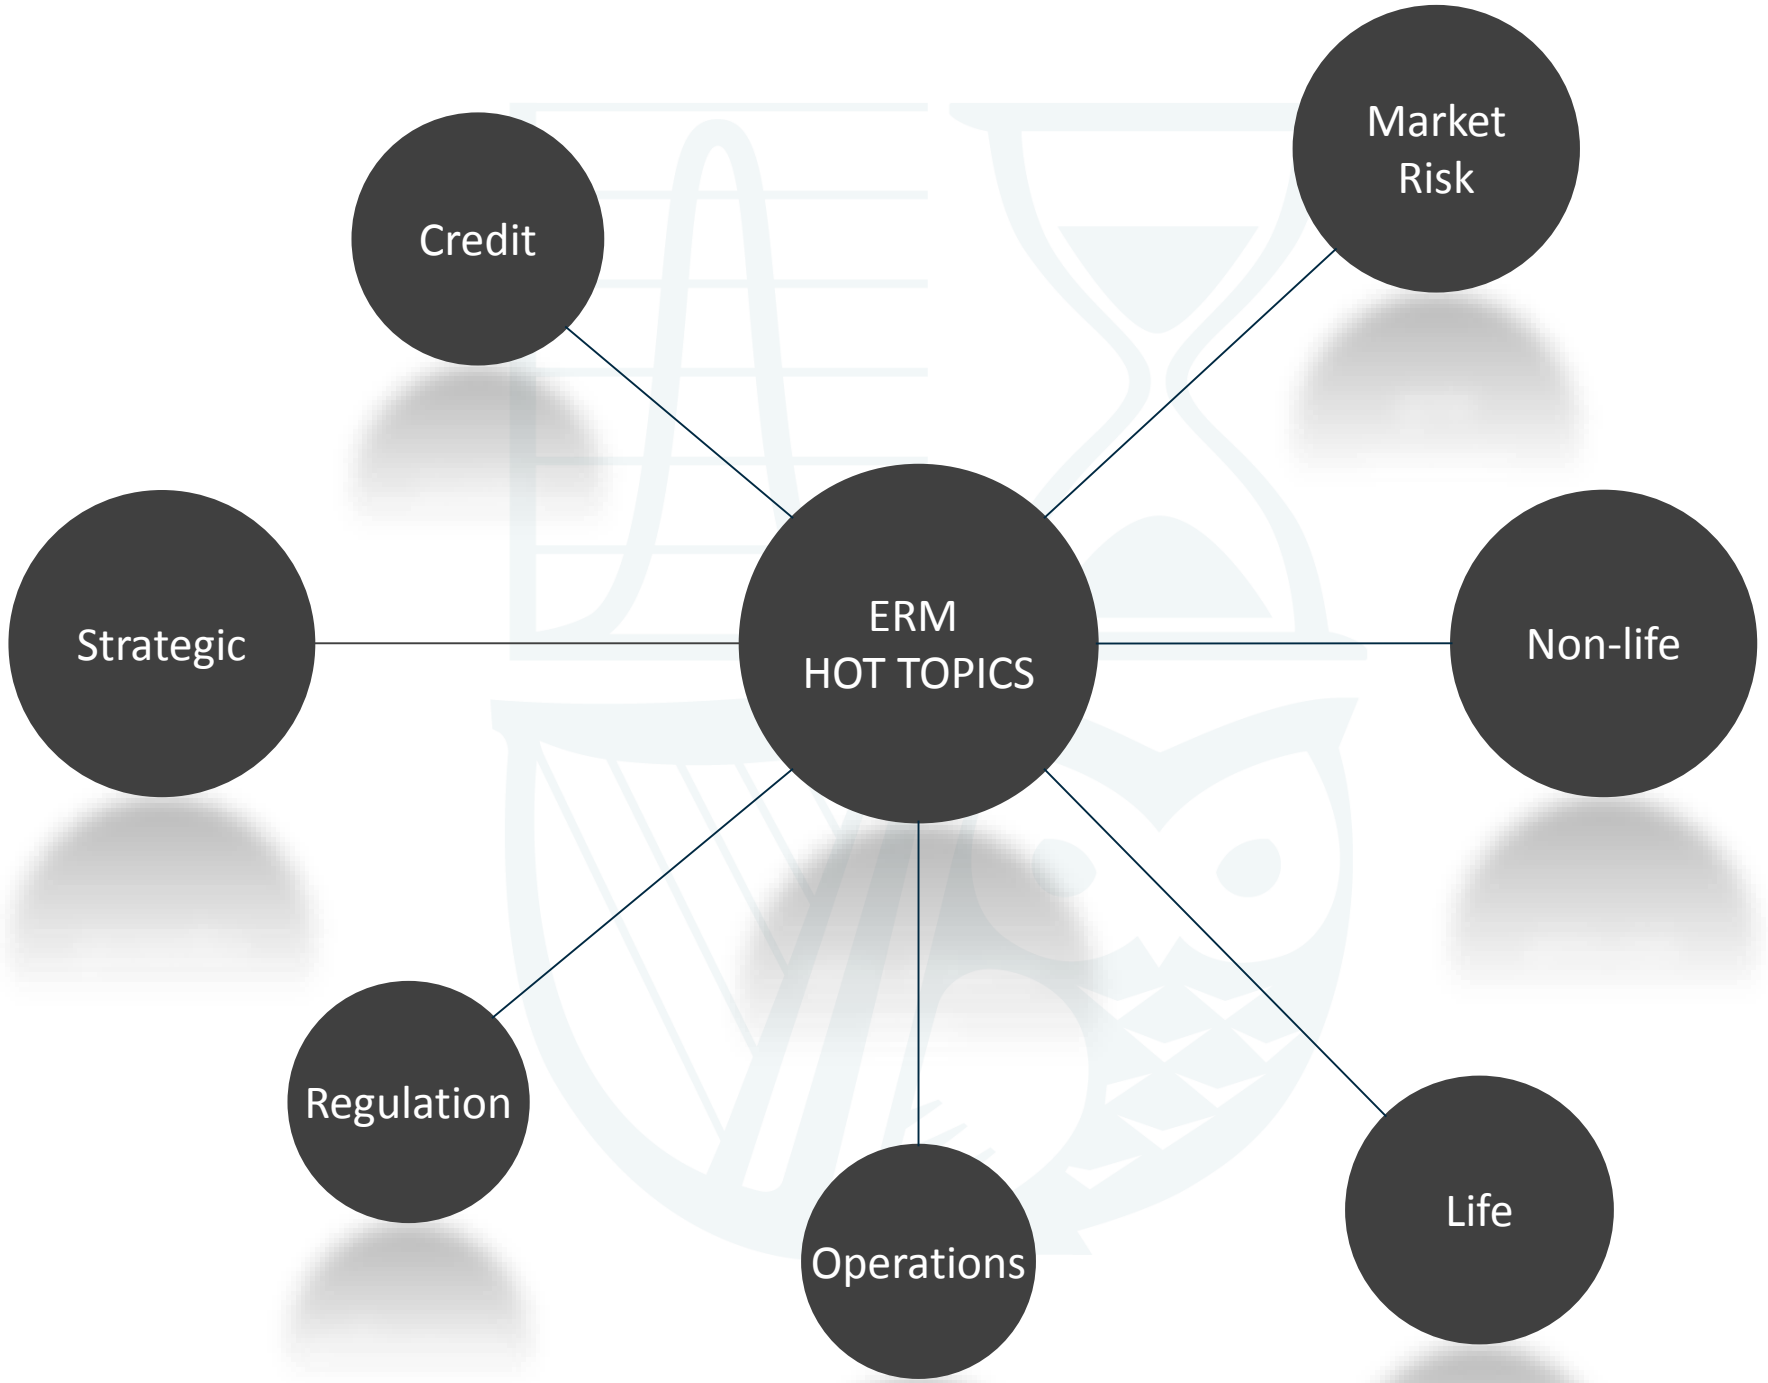 Market
Risk
Credit
ERM
HOT TOPICS
Strategic
Non-life
Regulation
Life
Operations